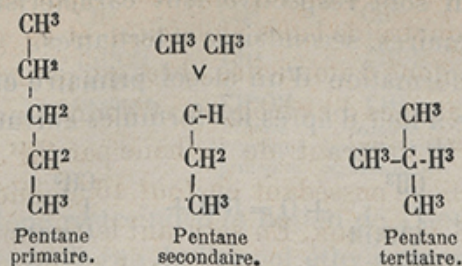 CH³
CH²
CH²
CH²
CH³
Pentane
primaire.
CH³ CH³
C-H
CH²
CH³
Pentane
secondaire.
CH³
CH³-C-H³
CH³
Pentane
tertiaire.